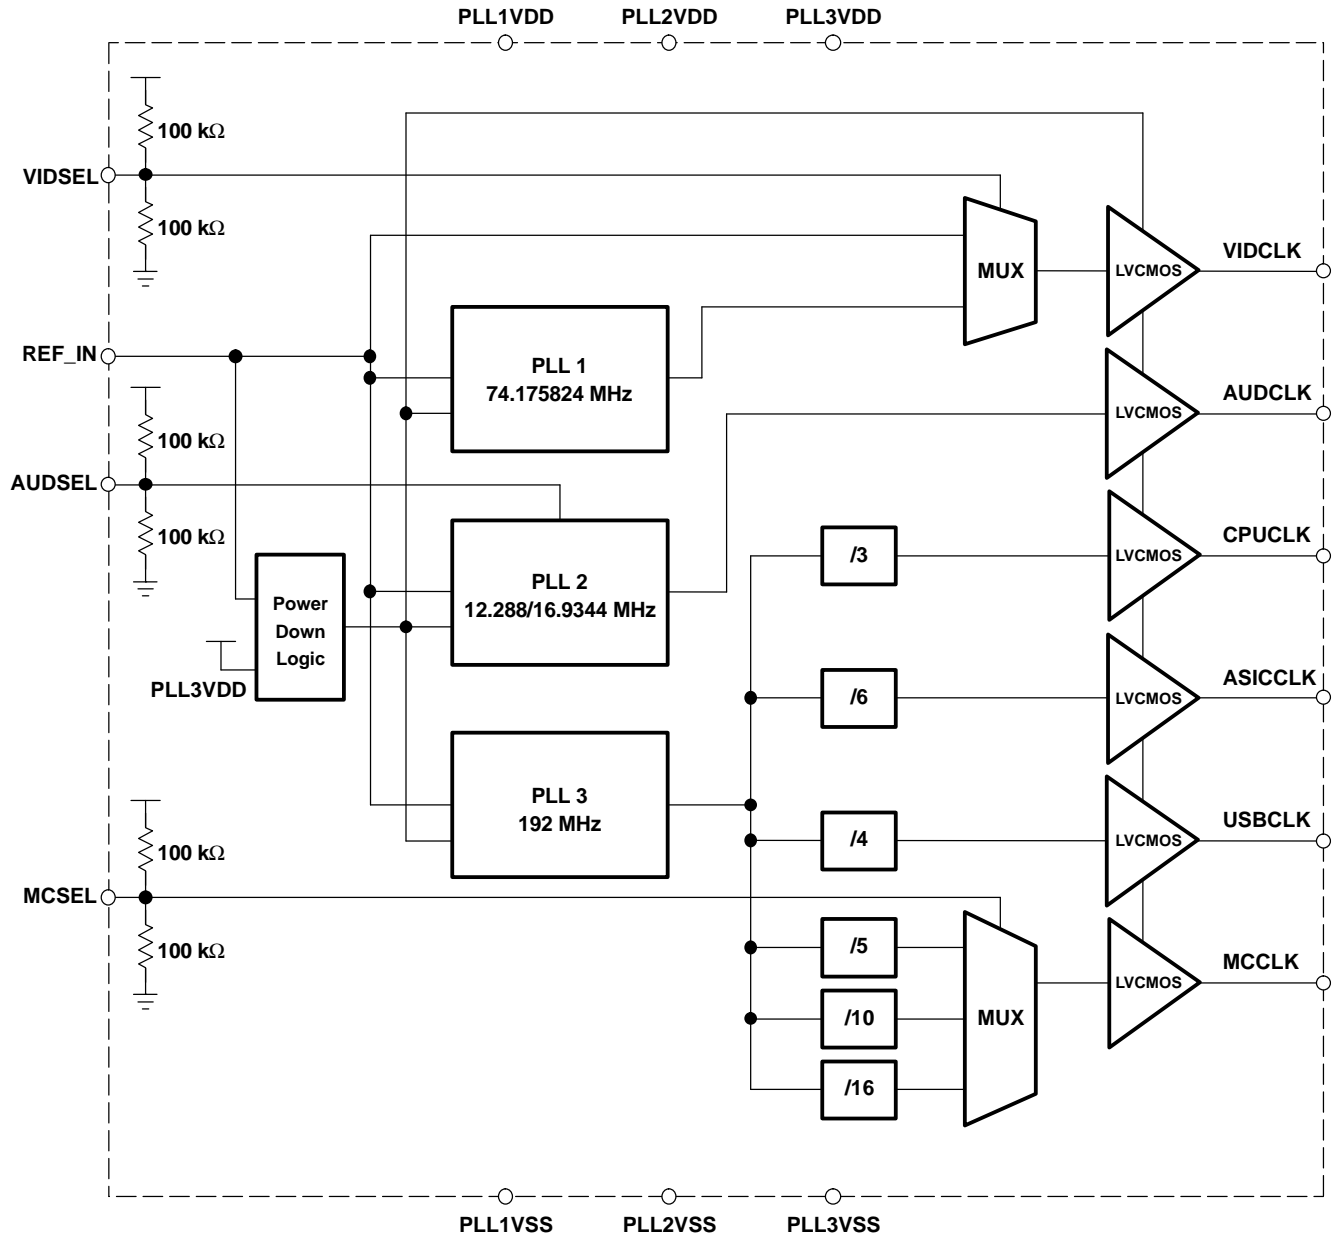 PLL1VDD
PLL2VDD
PLL3VDD
100 kΩ
VIDSEL
100 kΩ
MUX
LVCMOS
VIDCLK
REF_IN
PLL 1
74.175824 MHz
100 kΩ
LVCMOS
AUDCLK
AUDSEL
100 kΩ
PLL 2
12.288/16.9344 MHz
/3
LVCMOS
CPUCLK
Power
Down
Logic
PLL3VDD
/6
LVCMOS
ASICCLK
PLL 3
192 MHz
/4
LVCMOS
USBCLK
100 kΩ
MCSEL
100 kΩ
/5
/10
/16
MUX
LVCMOS
MCCLK
PLL1VSS
PLL2VSS
PLL3VSS